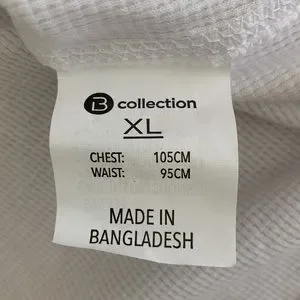 B collection
XL
CHEST: 105CM
WAIST: 95CM
MADE IN
BANGLADESH